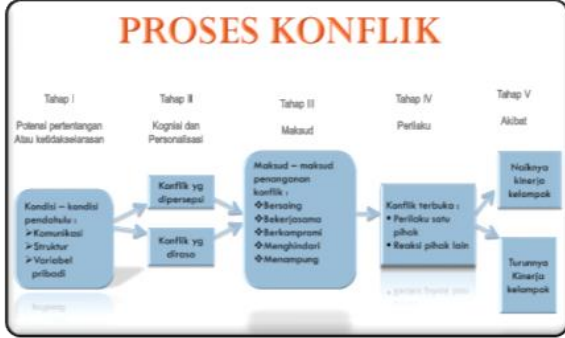 PROSES KONFLIK
Tahap I
Potensi pertentangan
Atau ketidakselarasan
Tahap II
Kognisi dan
Personalisasi
Tahap III
Maksud
Tahap IV
Perilaku
Tahap V
Akibat
Kondisi – kondisi
pendahulu :
Komunikasi
Struktur
Variabel
pribadi
Konflik yg
dipersepsi
Konflik yg
dirasa
Maksud – maksud
penanganan
konflik :
Bersaing
Bekerjasama
Berkompromi
Menghindari
Menampung
Konflik terbuka :
• Perilaku satu
pihak
• Reaksi pihak lain
Naiknya
kinerja
kelompok
Turunnya
Kinerja
kelompok